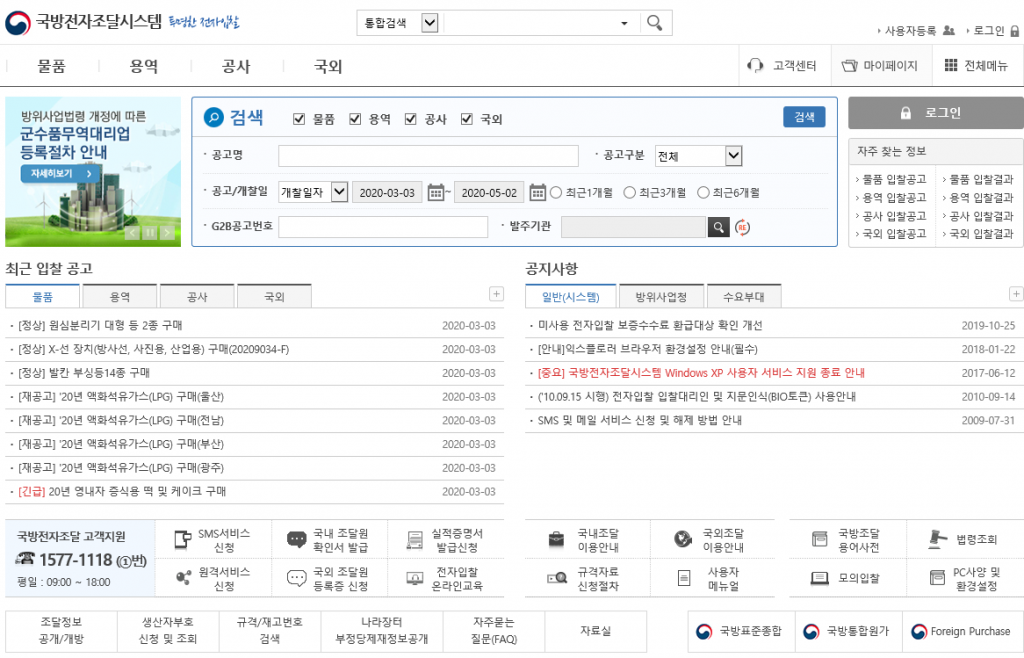 국방전자조달시스템 투명한 전자입찰
통합검색
사용자등록 로그인
물품 용역 공사 국외
고객센터 마이페이지 전체메뉴
방위사업법령 개정에 따른
군수품무역대리업
등록절차 안내
자세히보기 >
검색 물품 용역 공사 국외 검색
· 공고명 · 공고구분 전체
· 공고/개찰일 개찰일자 2020-03-03 ~ 2020-05-02 최근1개월 최근3개월 최근6개월
· G2B공고번호 · 발주기관
로그인
자주 찾는 정보
› 물품 입찰공고 › 물품 입찰결과
› 용역 입찰공고 › 용역 입찰결과
› 공사 입찰공고 › 공사 입찰결과
› 국외 입찰공고 › 국외 입찰결과
최근 입찰 공고
물품 용역 공사 국외 +
· [정상] 원심분리기 대형 등 2종 구매 2020-03-03
· [정상] X-선 장치(방사선, 사진용, 산업용) 구매(20209034-F) 2020-03-03
· [정상] 발칸 부싱등14종 구매 2020-03-03
· [재공고] '20년 액화석유가스(LPG) 구매(울산) 2020-03-03
· [재공고] '20년 액화석유가스(LPG) 구매(전남) 2020-03-03
· [재공고] '20년 액화석유가스(LPG) 구매(부산) 2020-03-03
· [재공고] '20년 액화석유가스(LPG) 구매(광주) 2020-03-03
· [긴급] 20년 영내자 증식용 떡 및 케이크 구매 2020-03-03
공지사항
일반(시스템) 방위사업청 수요부대 +
· 미사용 전자입찰 보증수수료 환급대상 확인 개선 2019-10-25
· [안내]익스플로러 브라우저 환경설정 안내(필수) 2018-01-22
· [중요] 국방전자조달시스템 Windows XP 사용자 서비스 지원 종료 안내 2017-06-12
· ('10.09.15 시행) 전자입찰 입찰대리인 및 지문인식(BIO토큰) 사용안내 2010-09-14
· SMS 및 메일 서비스 신청 및 해제 방법 안내 2009-07-31
국방전자조달 고객지원
1577-1118 (①번)
평일 : 09:00 ~ 18:00
SMS서비스
신청
국내 조달원
확인서 발급
실적증명서
발급신청
원격서비스
신청
국외 조달원
등록증 신청
전자입찰
온라인교육
국내조달
이용안내
국외조달
이용안내
규격자료
신청절차
사용자
메뉴얼
국방조달
용어사전
법령조회
모의입찰
PC사양 및
환경설정
조달정보
공개/개방
생산자부호
신청 및 조회
규격/재고번호
검색
나라장터
부정당제재정보공개
자주묻는
질문(FAQ)
자료실
국방표준종합
국방통합원가
Foreign Purchase